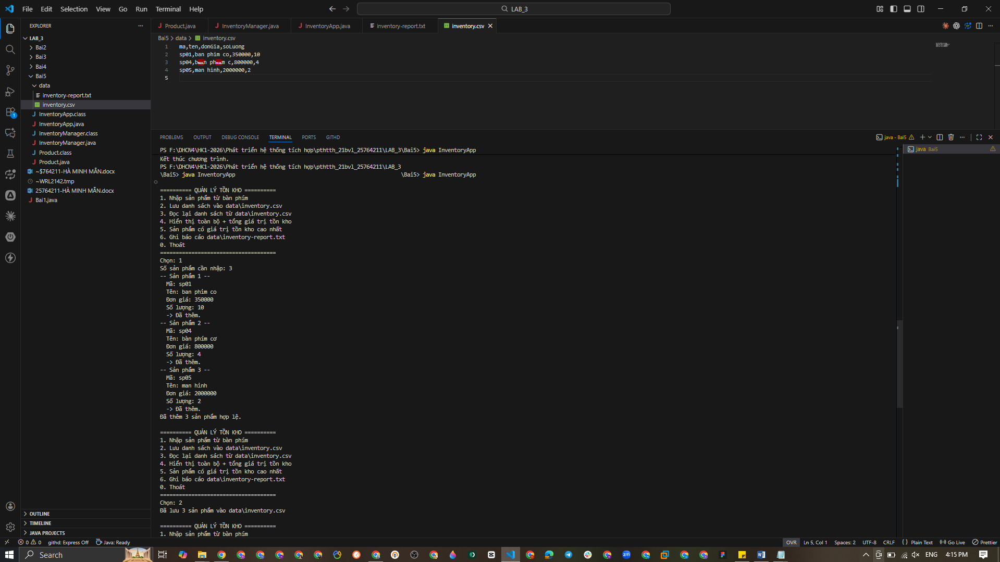 File Edit Selection View Go Run Terminal Help
LAB_3
EXPLORER
LAB_3
Bai2
Bai3
Bai4
Bai5
data
inventory-report.txt
inventory.csv
InventoryApp.class
InventoryApp.java
InventoryManager.class
InventoryManager.java
Product.class
Product.java
~$764211-HÀ MINH MẪN.docx
~WRL2142.tmp
25764211-HÀ MINH MẪN.docx
Bai1.java
OUTLINE
TIMELINE
JAVA PROJECTS
Product.java InventoryManager.java InventoryApp.java inventory-report.txt inventory.csv
Bai5 > data > inventory.csv
1 ma,ten,donGia,soLuong
2 sp01,ban phim co,350000,10
3 sp04,bNULn phNULm c,800000,4
4 sp05,man hinh,2000000,2
5
PROBLEMS OUTPUT DEBUG CONSOLE TERMINAL PORTS GITHD
java - Bai5
java Bai5
PS F:\DHCN4\HK1-2026\Phát triển hệ thống tích hợp\pthtth_21bvl_25764211\LAB_3\Bai5> java InventoryApp
Kết thúc chương trình.
PS F:\DHCN4\HK1-2026\Phát triển hệ thống tích hợp\pthtth_21bvl_25764211\LAB_3
\Bai5> java InventoryApp \Bai5> java InventoryApp
========== QUẢN LÝ TỒN KHO ==========
1. Nhập sản phẩm từ bàn phím
2. Lưu danh sách vào data\inventory.csv
3. Đọc lại danh sách từ data\inventory.csv
4. Hiển thị toàn bộ + tổng giá trị tồn kho
5. Sản phẩm có giá trị tồn kho cao nhất
6. Ghi báo cáo data\inventory-report.txt
0. Thoát
=====================================
Chọn: 1
Số sản phẩm cần nhập: 3
-- Sản phẩm 1 --
Mã: sp01
Tên: ban phim co
Đơn giá: 350000
Số lượng: 10
-> Đã thêm.
-- Sản phẩm 2 --
Mã: sp04
Tên: bàn phím cơ
Đơn giá: 800000
Số lượng: 4
-> Đã thêm.
-- Sản phẩm 3 --
Mã: sp05
Tên: man hinh
Đơn giá: 2000000
Số lượng: 2
-> Đã thêm.
Đã thêm 3 sản phẩm hợp lệ.
========== QUẢN LÝ TỒN KHO ==========
1. Nhập sản phẩm từ bàn phím
2. Lưu danh sách vào data\inventory.csv
3. Đọc lại danh sách từ data\inventory.csv
4. Hiển thị toàn bộ + tổng giá trị tồn kho
5. Sản phẩm có giá trị tồn kho cao nhất
6. Ghi báo cáo data\inventory-report.txt
0. Thoát
=====================================
Chọn: 2
Đã lưu 3 sản phẩm vào data\inventory.csv
========== QUẢN LÝ TỒN KHO ==========
1. Nhập sản phẩm từ bàn phím
0 0 githd: Express Off Java: Ready OVR Ln 5, Col 1 Spaces: 2 UTF-8 CRLF Plain Text Go Live Prettier
Search ENG 4:15 PM